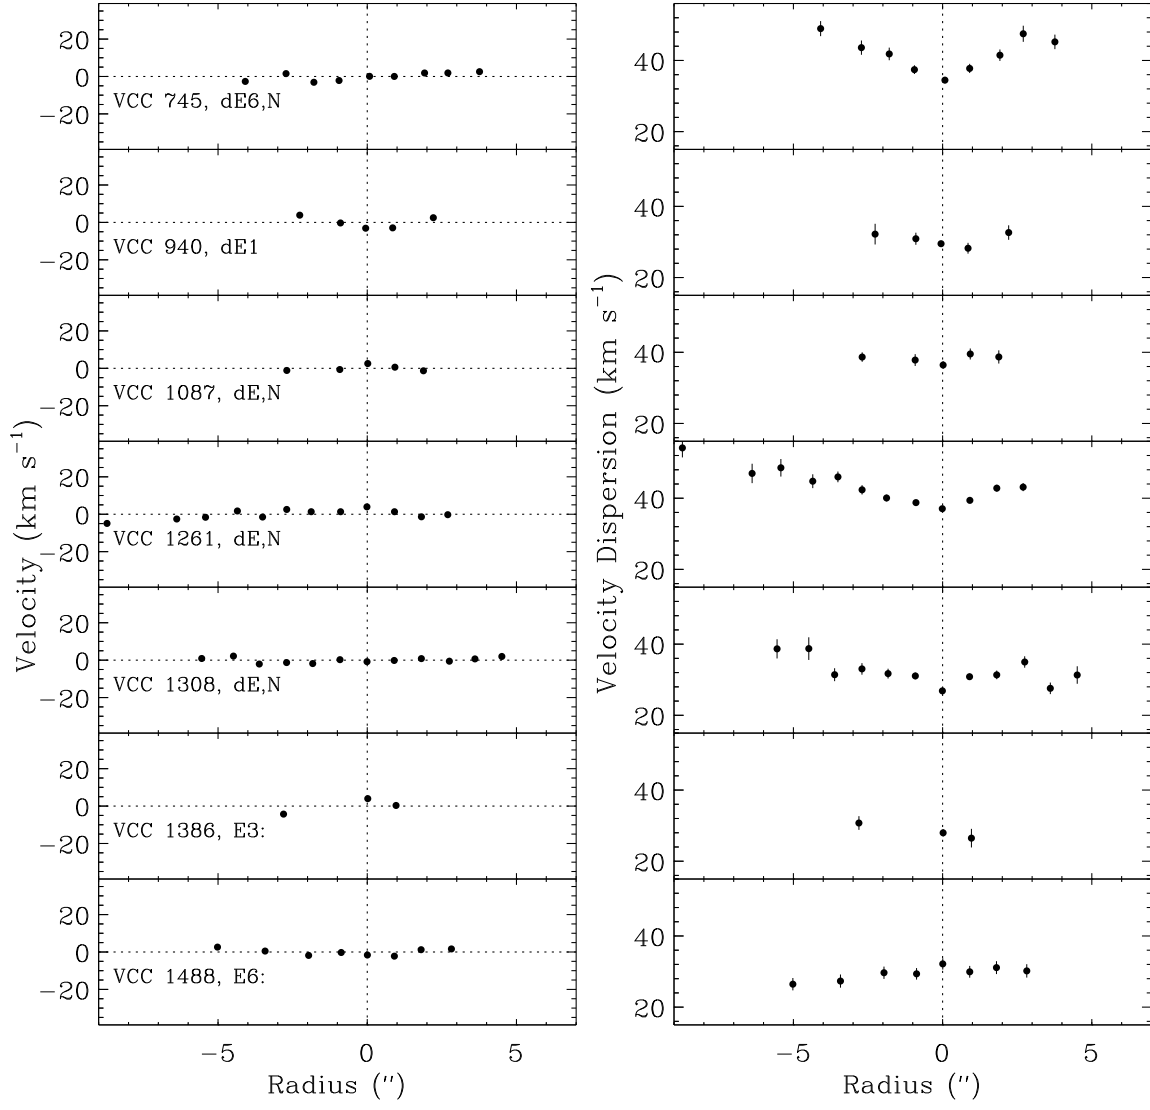 20
0
−20
VCC 745, dE6,N
40
20
20
0
−20
VCC 940, dE1
40
20
20
0
−20
VCC 1087, dE,N
40
20
20
0
−20
VCC 1261, dE,N
40
20
20
0
−20
VCC 1308, dE,N
40
20
20
0
−20
VCC 1386, E3:
40
20
20
0
−20
VCC 1488, E6:
40
20
Velocity (km s⁻¹)
Velocity Dispersion (km s⁻¹)
−5 0 5
−5 0 5
Radius (″)
Radius (″)